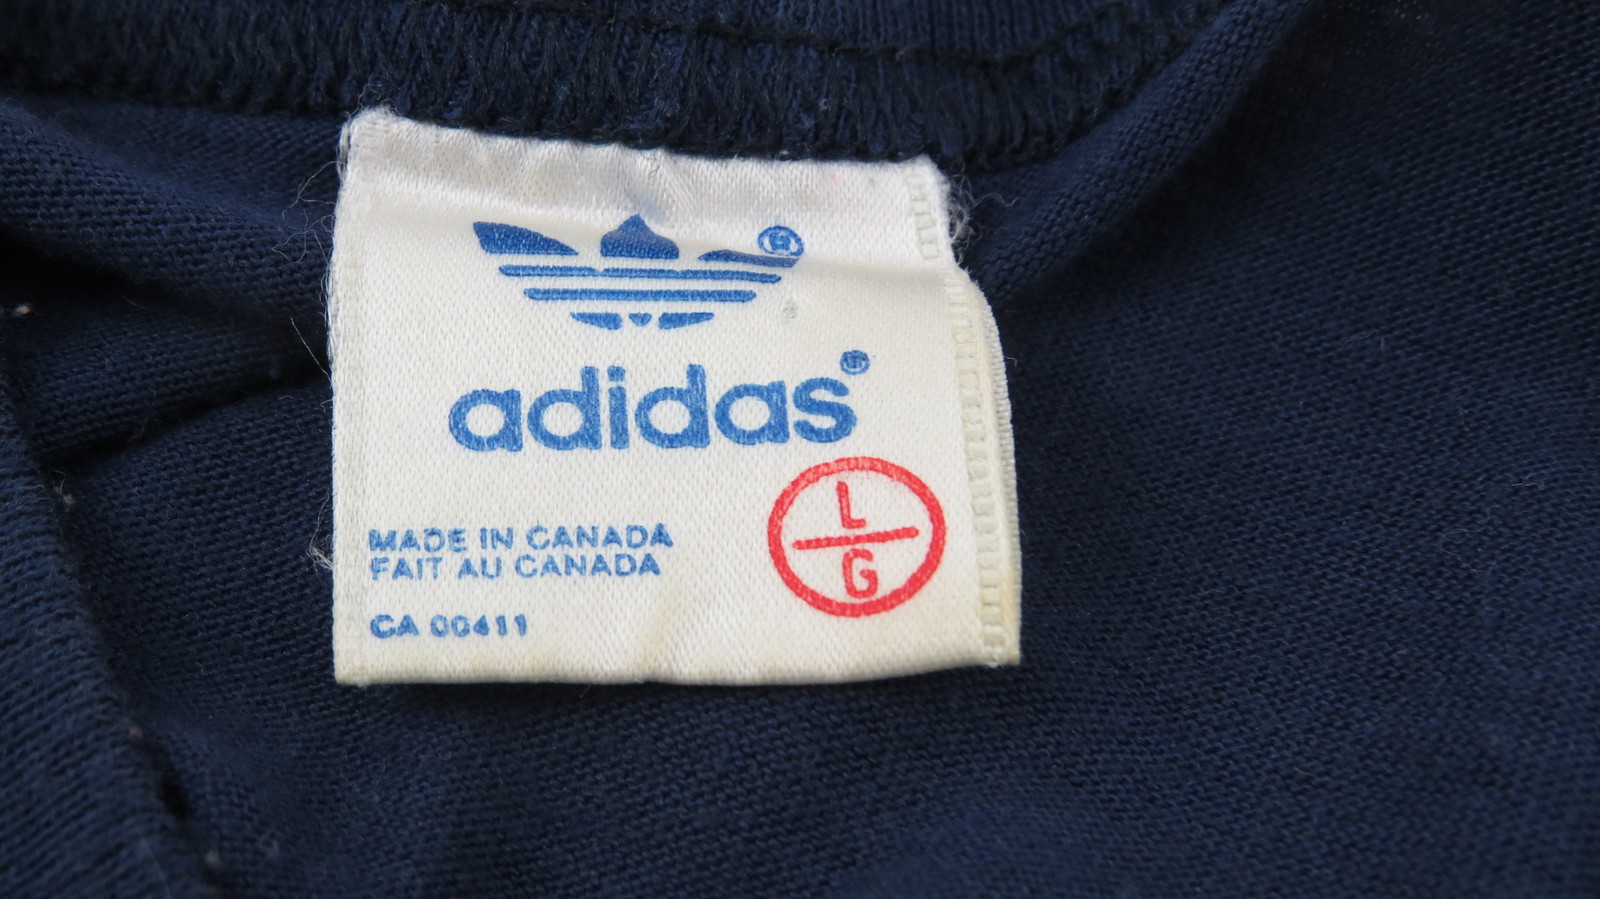 ®
adidas®
L
G
MADE IN CANADA
FAIT AU CANADA
CA 00411